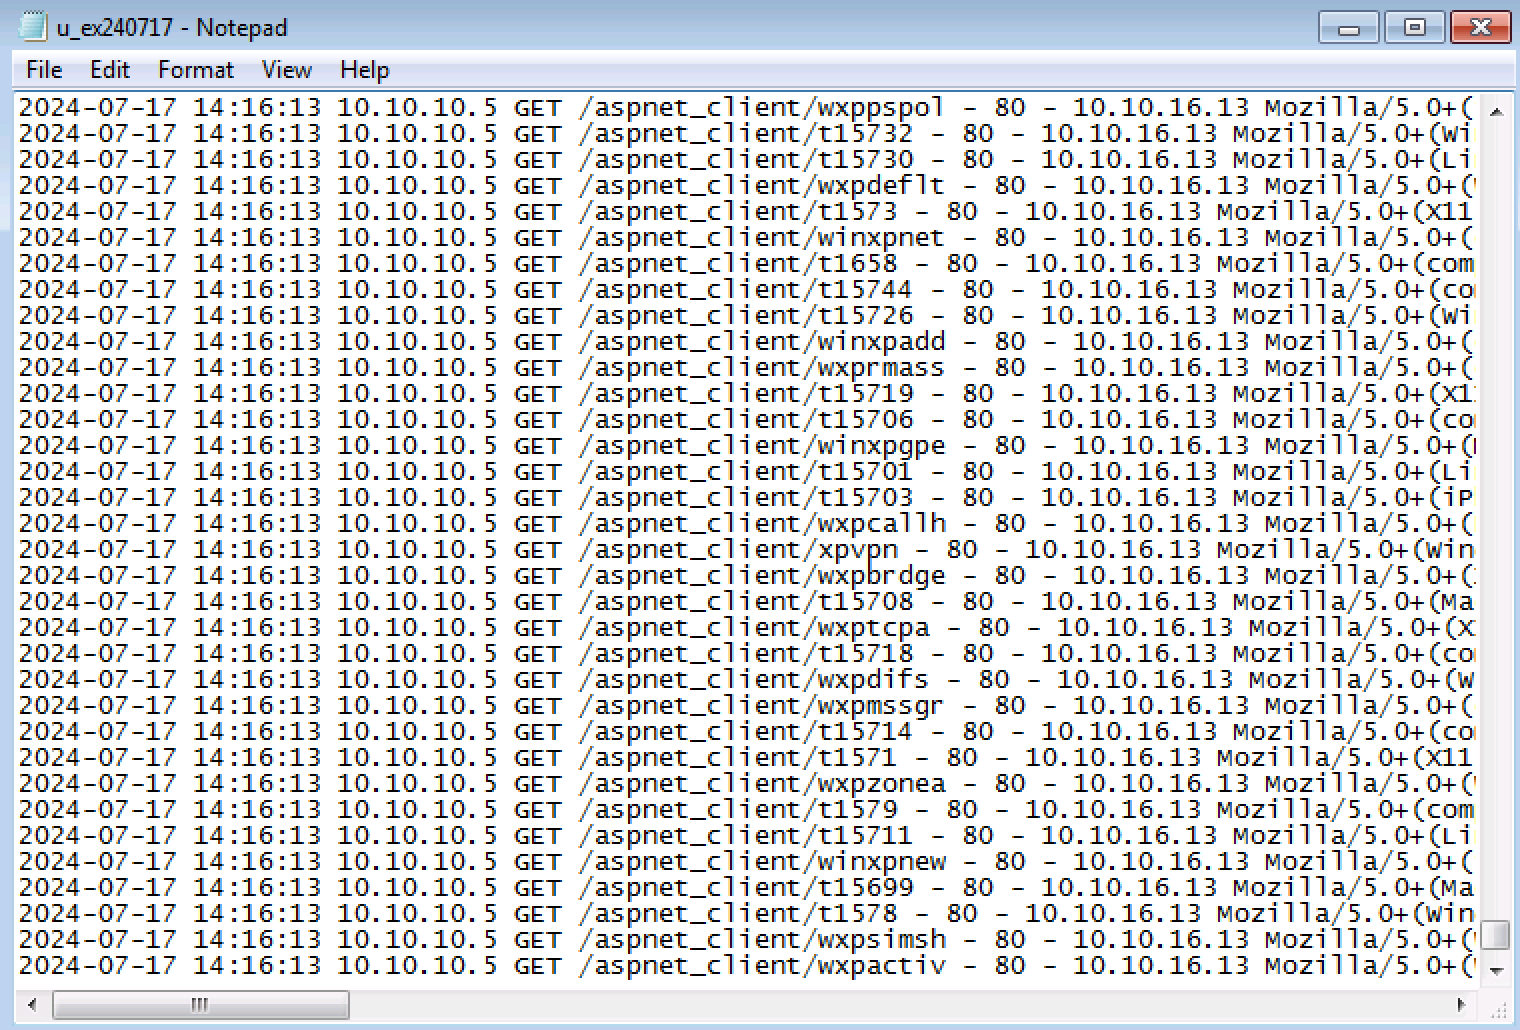 u_ex240717 - Notepad
File Edit Format View Help
2024-07-17 14:16:13 10.10.10.5 GET /aspnet_client/wxppspol - 80 - 10.10.16.13 Mozilla/5.0+(
2024-07-17 14:16:13 10.10.10.5 GET /aspnet_client/t15732 - 80 - 10.10.16.13 Mozilla/5.0+(Wi
2024-07-17 14:16:13 10.10.10.5 GET /aspnet_client/t15730 - 80 - 10.10.16.13 Mozilla/5.0+(Li
2024-07-17 14:16:13 10.10.10.5 GET /aspnet_client/wxpdeflt - 80 - 10.10.16.13 Mozilla/5.0+(
2024-07-17 14:16:13 10.10.10.5 GET /aspnet_client/t1573 - 80 - 10.10.16.13 Mozilla/5.0+(X11
2024-07-17 14:16:13 10.10.10.5 GET /aspnet_client/winxpnet - 80 - 10.10.16.13 Mozilla/5.0+(
2024-07-17 14:16:13 10.10.10.5 GET /aspnet_client/t1658 - 80 - 10.10.16.13 Mozilla/5.0+(com
2024-07-17 14:16:13 10.10.10.5 GET /aspnet_client/t15744 - 80 - 10.10.16.13 Mozilla/5.0+(co
2024-07-17 14:16:13 10.10.10.5 GET /aspnet_client/t15726 - 80 - 10.10.16.13 Mozilla/5.0+(Wi
2024-07-17 14:16:13 10.10.10.5 GET /aspnet_client/winxpadd - 80 - 10.10.16.13 Mozilla/5.0+(
2024-07-17 14:16:13 10.10.10.5 GET /aspnet_client/wxprmass - 80 - 10.10.16.13 Mozilla/5.0+(
2024-07-17 14:16:13 10.10.10.5 GET /aspnet_client/t15719 - 80 - 10.10.16.13 Mozilla/5.0+(X1
2024-07-17 14:16:13 10.10.10.5 GET /aspnet_client/t15706 - 80 - 10.10.16.13 Mozilla/5.0+(co
2024-07-17 14:16:13 10.10.10.5 GET /aspnet_client/winxpgpe - 80 - 10.10.16.13 Mozilla/5.0+(
2024-07-17 14:16:13 10.10.10.5 GET /aspnet_client/t15701 - 80 - 10.10.16.13 Mozilla/5.0+(Li
2024-07-17 14:16:13 10.10.10.5 GET /aspnet_client/t15703 - 80 - 10.10.16.13 Mozilla/5.0+(iP
2024-07-17 14:16:13 10.10.10.5 GET /aspnet_client/wxpcallh - 80 - 10.10.16.13 Mozilla/5.0+(
2024-07-17 14:16:13 10.10.10.5 GET /aspnet_client/xpvpn - 80 - 10.10.16.13 Mozilla/5.0+(Win
2024-07-17 14:16:13 10.10.10.5 GET /aspnet_client/wxpbrdge - 80 - 10.10.16.13 Mozilla/5.0+(
2024-07-17 14:16:13 10.10.10.5 GET /aspnet_client/t15708 - 80 - 10.10.16.13 Mozilla/5.0+(Ma
2024-07-17 14:16:13 10.10.10.5 GET /aspnet_client/wxptcpa - 80 - 10.10.16.13 Mozilla/5.0+(X
2024-07-17 14:16:13 10.10.10.5 GET /aspnet_client/t15718 - 80 - 10.10.16.13 Mozilla/5.0+(co
2024-07-17 14:16:13 10.10.10.5 GET /aspnet_client/wxpdifs - 80 - 10.10.16.13 Mozilla/5.0+(W
2024-07-17 14:16:13 10.10.10.5 GET /aspnet_client/wxpmssgr - 80 - 10.10.16.13 Mozilla/5.0+(
2024-07-17 14:16:13 10.10.10.5 GET /aspnet_client/t15714 - 80 - 10.10.16.13 Mozilla/5.0+(co
2024-07-17 14:16:13 10.10.10.5 GET /aspnet_client/t1571 - 80 - 10.10.16.13 Mozilla/5.0+(X11
2024-07-17 14:16:13 10.10.10.5 GET /aspnet_client/wxpzonea - 80 - 10.10.16.13 Mozilla/5.0+(
2024-07-17 14:16:13 10.10.10.5 GET /aspnet_client/t1579 - 80 - 10.10.16.13 Mozilla/5.0+(com
2024-07-17 14:16:13 10.10.10.5 GET /aspnet_client/t15711 - 80 - 10.10.16.13 Mozilla/5.0+(Li
2024-07-17 14:16:13 10.10.10.5 GET /aspnet_client/winxpnew - 80 - 10.10.16.13 Mozilla/5.0+(
2024-07-17 14:16:13 10.10.10.5 GET /aspnet_client/t15699 - 80 - 10.10.16.13 Mozilla/5.0+(Ma
2024-07-17 14:16:13 10.10.10.5 GET /aspnet_client/t1578 - 80 - 10.10.16.13 Mozilla/5.0+(Win
2024-07-17 14:16:13 10.10.10.5 GET /aspnet_client/wxpsimsh - 80 - 10.10.16.13 Mozilla/5.0+(
2024-07-17 14:16:13 10.10.10.5 GET /aspnet_client/wxpactiv - 80 - 10.10.16.13 Mozilla/5.0+(